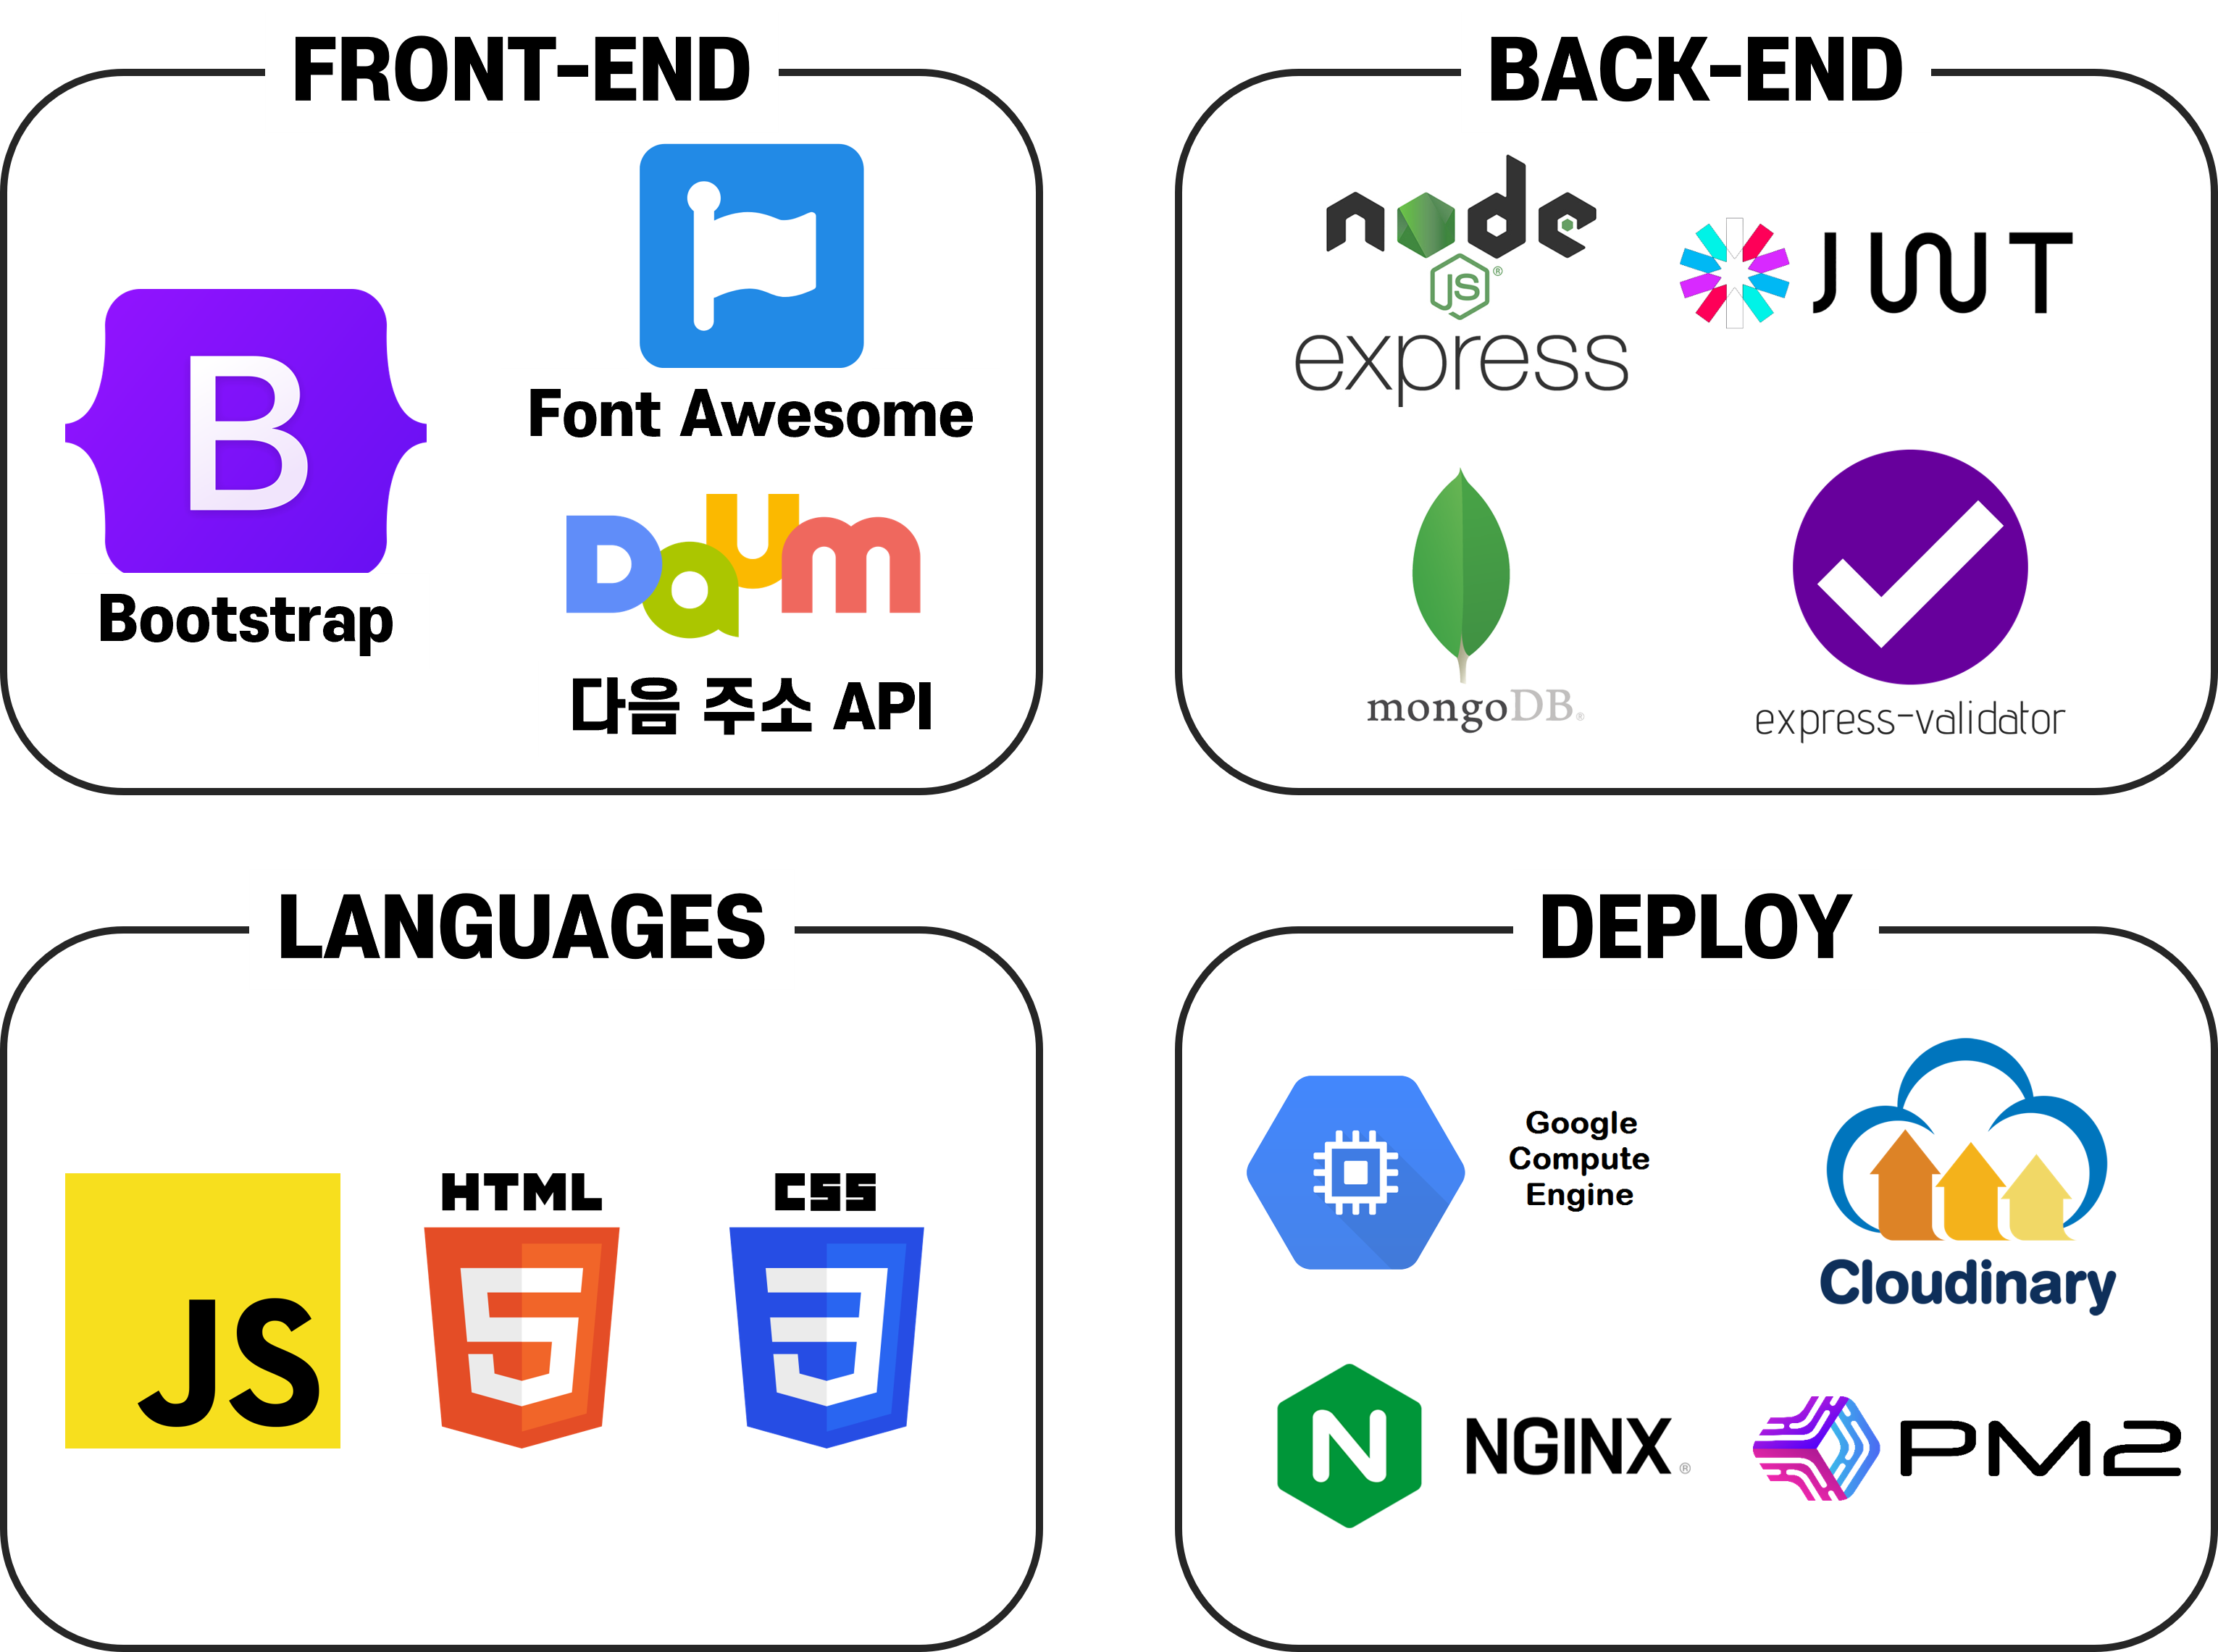 FRONT-END
B
Bootstrap
Font Awesome
Daum
다음 주소 API
BACK-END
node
JS®
express
JWT
mongoDB®
express-validator
LANGUAGES
JS
HTML
5
CSS
3
DEPLOY
Google
Compute
Engine
Cloudinary
N
NGINX®
PM2